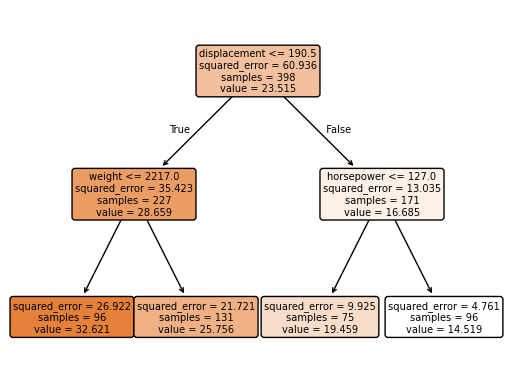 displacement <= 190.5
squared_error = 60.936
samples = 398
value = 23.515
True
False
weight <= 2217.0
squared_error = 35.423
samples = 227
value = 28.659
horsepower <= 127.0
squared_error = 13.035
samples = 171
value = 16.685
squared_error = 26.922
samples = 96
value = 32.621
squared_error = 21.721
samples = 131
value = 25.756
squared_error = 9.925
samples = 75
value = 19.459
squared_error = 4.761
samples = 96
value = 14.519